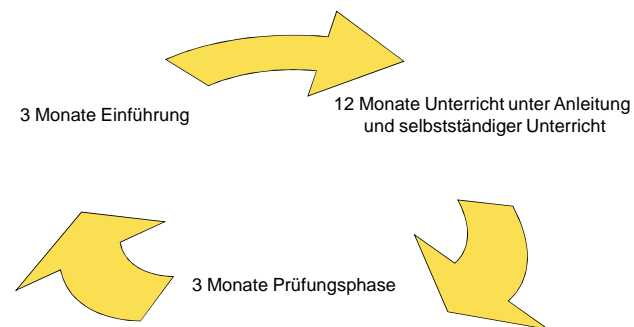 3 Monate Einführung
12 Monate Unterricht unter Anleitung
und selbstständiger Unterricht
3 Monate Prüfungsphase